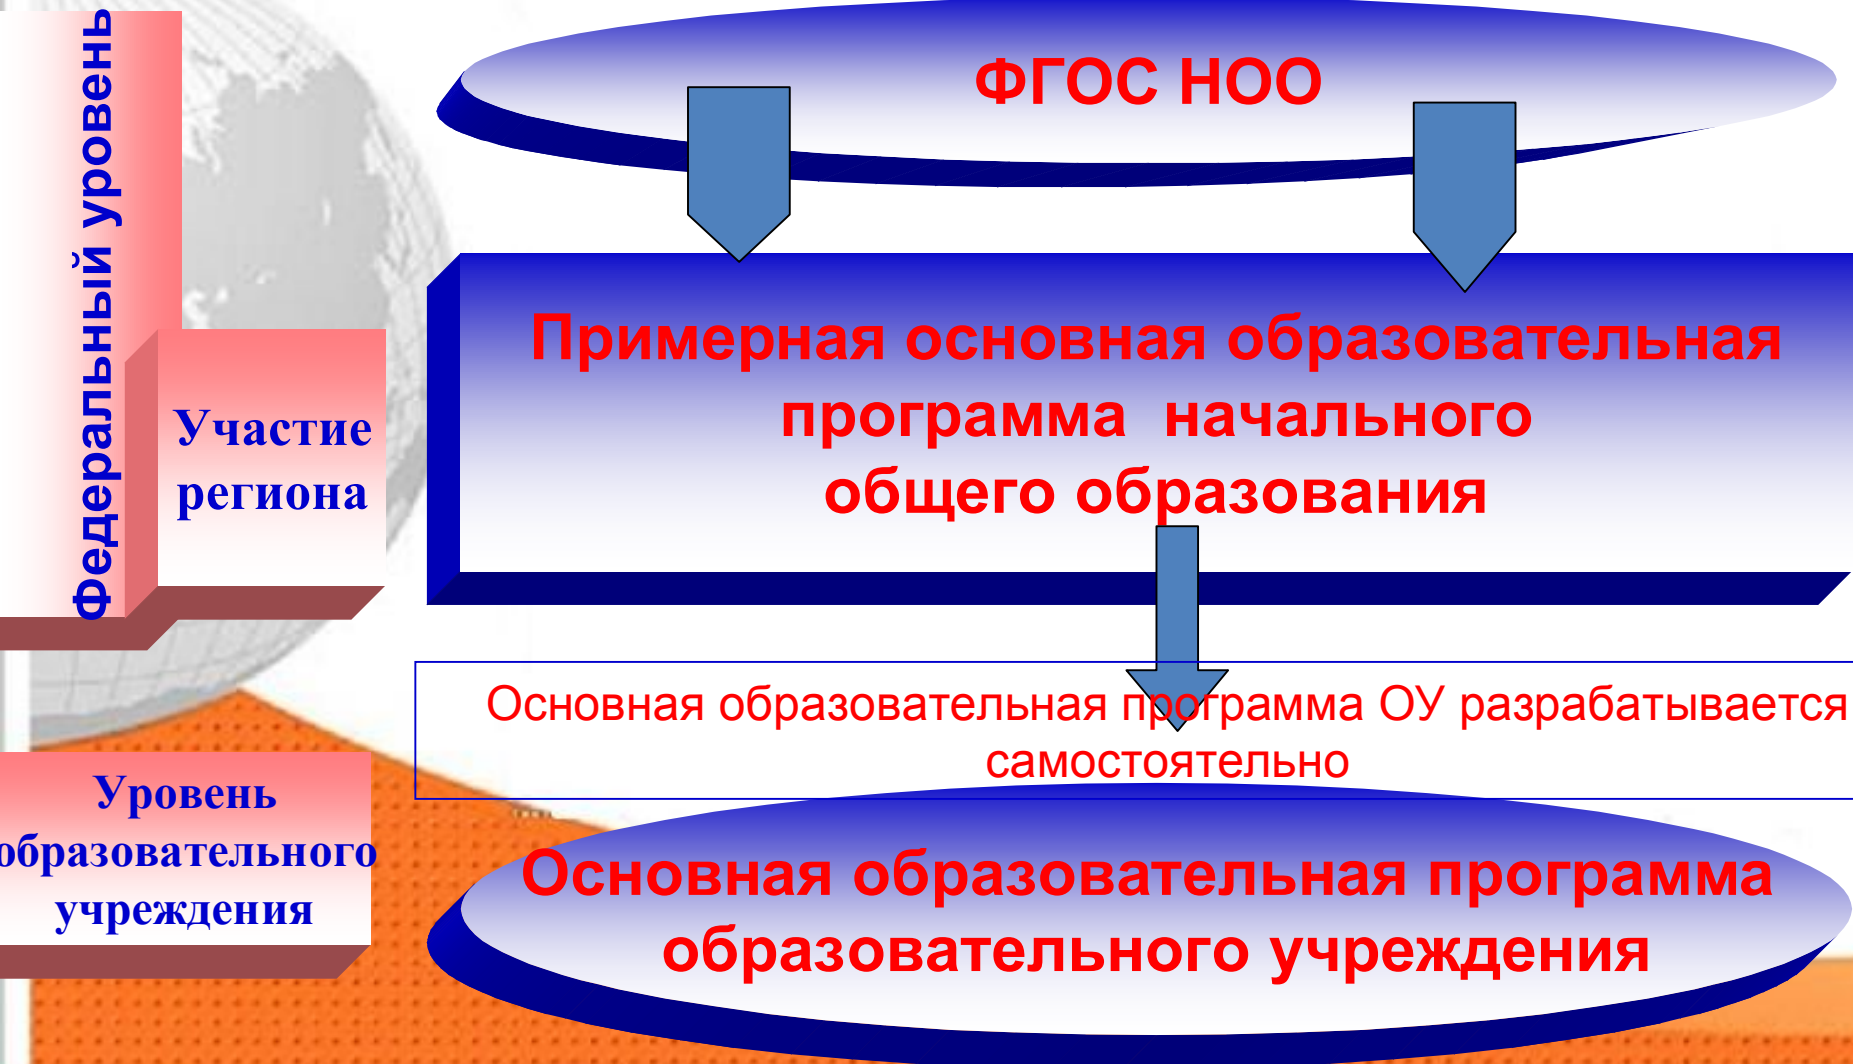 Федеральный уровень
ФГОС НОО
Участие
региона
Примерная основная образовательная
программа начального
общего образования
Основная образовательная программа ОУ разрабатывается
самостоятельно
Уровень
образовательного
учреждения
Основная образовательная программа
образовательного учреждения